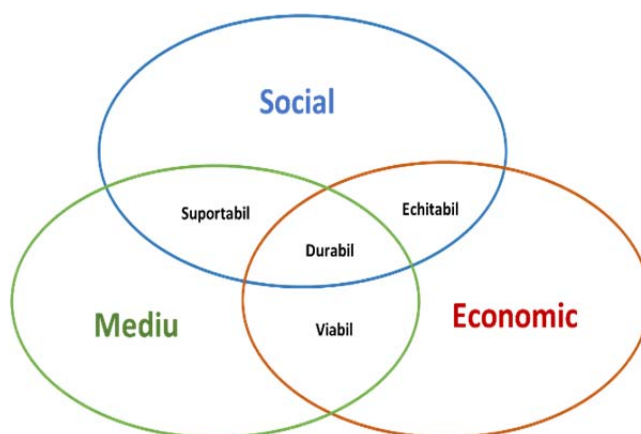 Social
Suportabil
Echitabil
Durabil
Mediu
Economic
Viabil